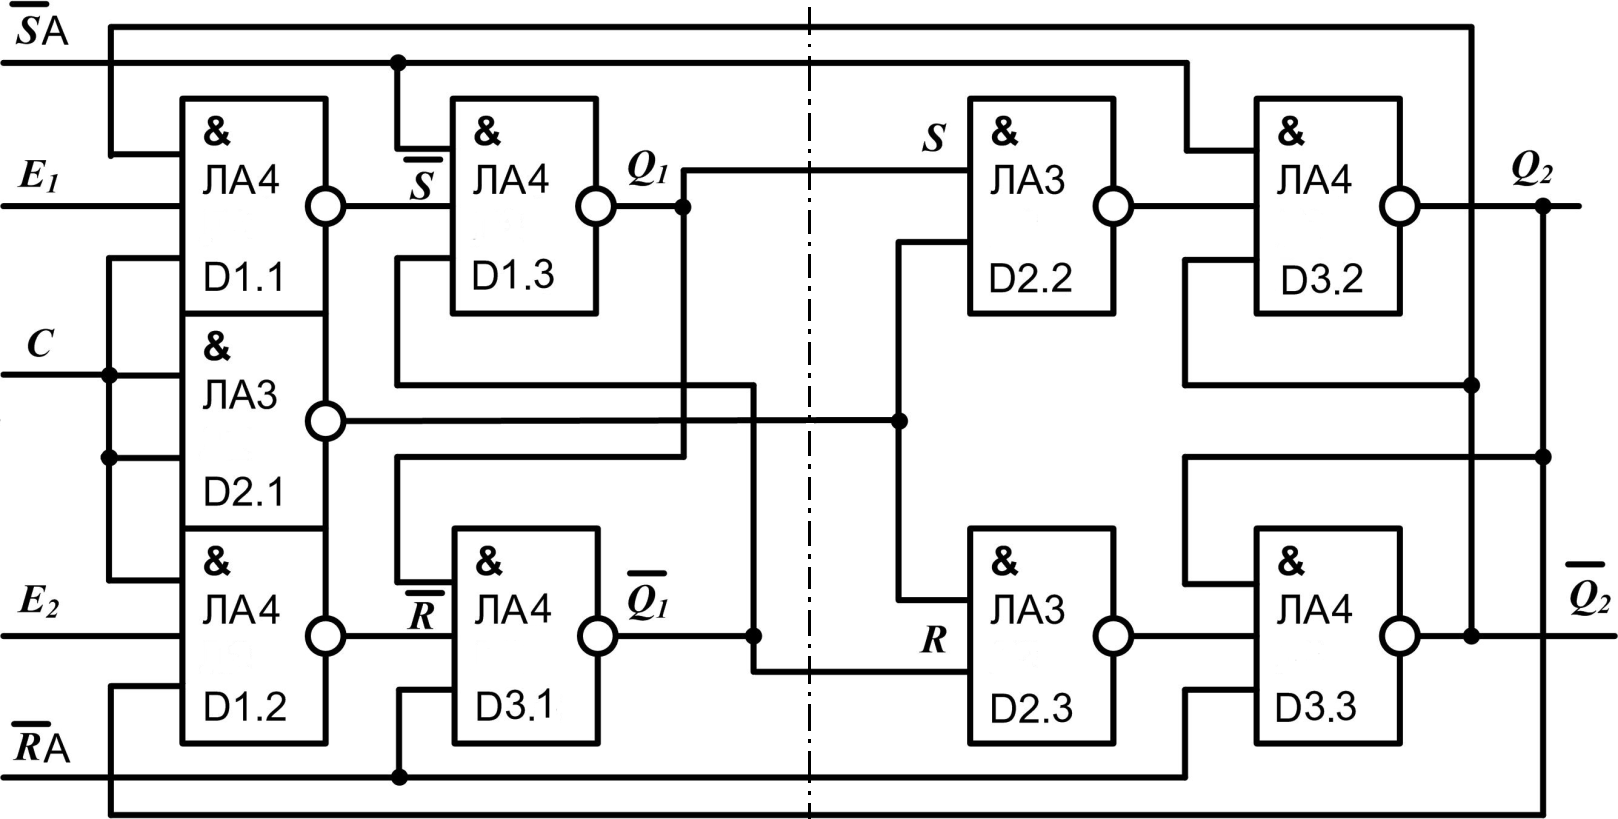 S̅A
E₁
C
E₂
R̅A
&
ЛА4
D1.1
&
ЛА3
D2.1
&
ЛА4
D1.2
S̅
&
ЛА4
D1.3
Q₁
R̅
&
ЛА4
D3.1
Q̅₁
S
&
ЛА3
D2.2
R
&
ЛА3
D2.3
&
ЛА4
D3.2
Q₂
&
ЛА4
D3.3
Q̅₂